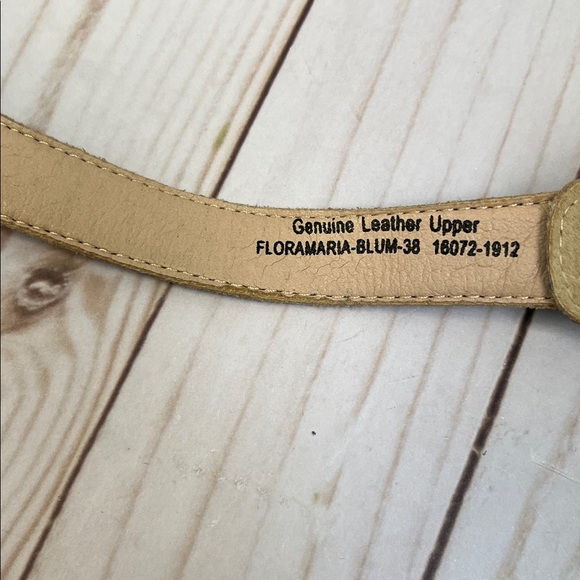 Genuine Leather Upper
FLORAMARIA-BLUM-38 16072-1912